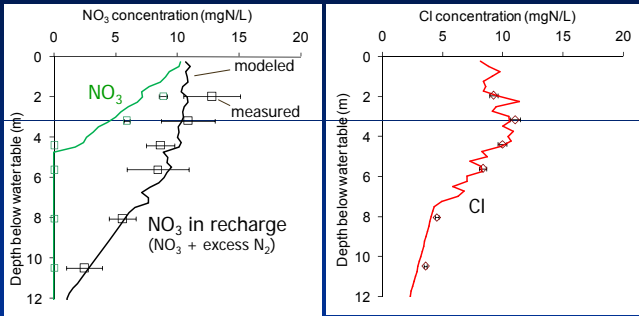 NO3 concentration (mgN/L)
0 5 10 15 20
0
2
4
6
8
10
12
Depth below water table (m)
NO3
modeled
measured
NO3 in recharge
(NO3 + excess N2)
Cl concentration (mgN/L)
0 5 10 15 20
0
2
4
6
8
10
12
Depth below water table (m)
Cl